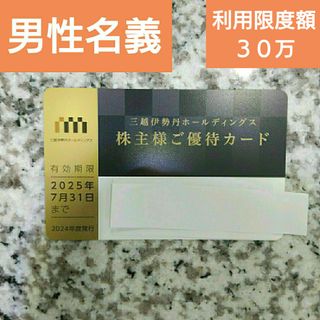 男性名義
利用限度額
３０万
三越伊勢丹ホールディングス
三越伊勢丹ホールディングス
株主様ご優待カード
有効期限
2025年
7月31日
まで
2024年度発行